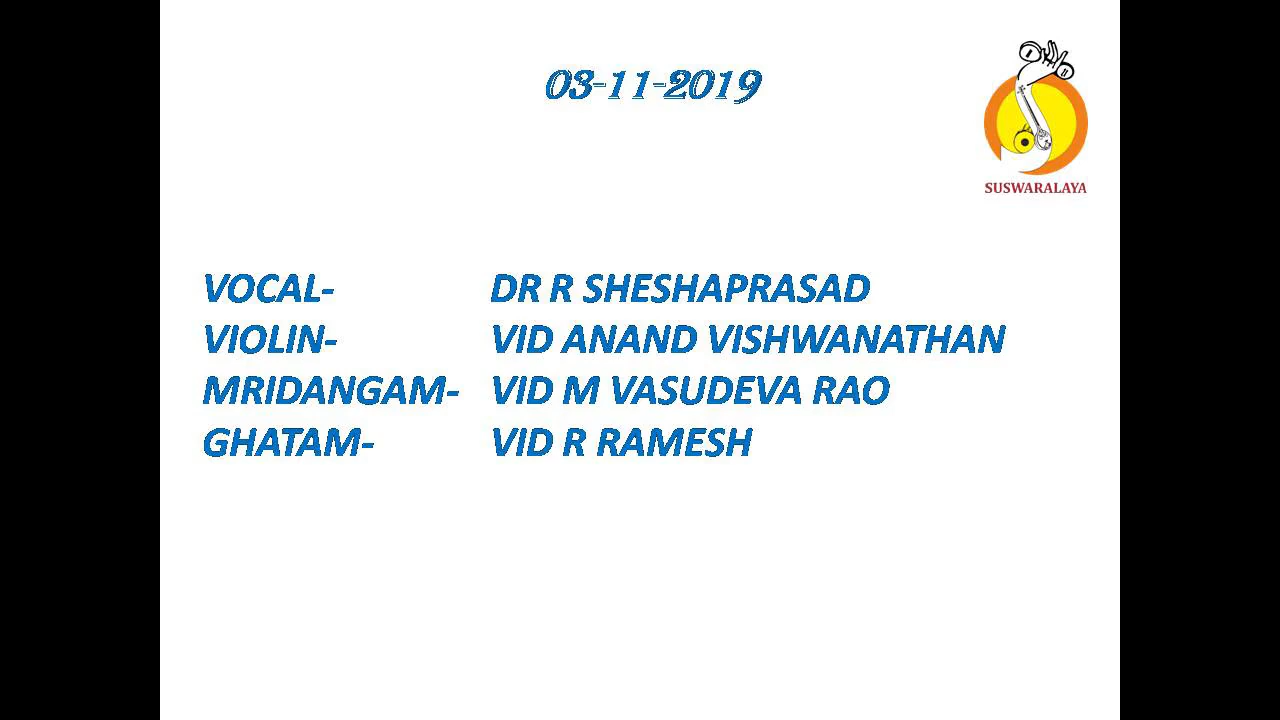 03-11-2019
SUSWARALAYA
VOCAL- DR R SHESHAPRASAD
VIOLIN- VID ANAND VISHWANATHAN
MRIDANGAM- VID M VASUDEVA RAO
GHATAM- VID R RAMESH